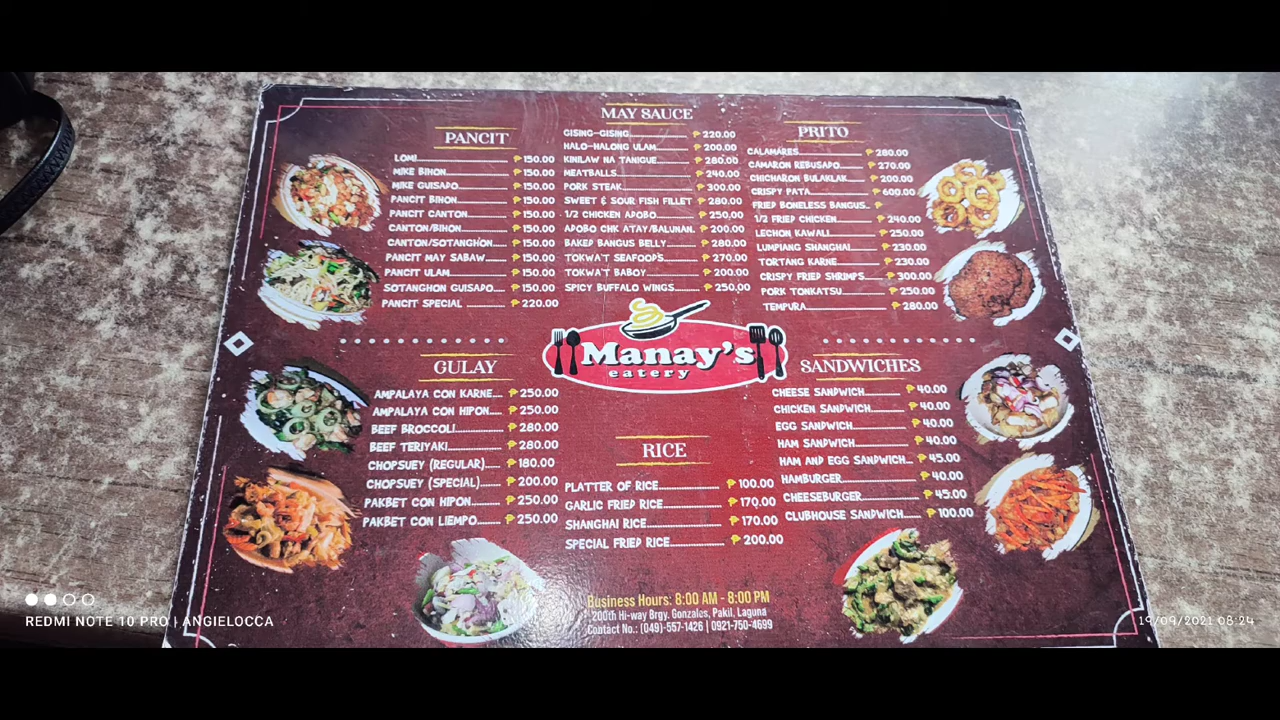 MAY SAUCE
GISING-GISING ₱ 220.00
HALO-HALONG ULAM ₱ 200.00
KINILAW NA TANIGUE ₱ 280.00
MEATBALLS ₱ 240.00
PORK STEAK ₱ 300.00
SWEET & SOUR FISH FILLET ₱ 280.00
1/2 CHICKEN ADOBO ₱ 250,00
ADOBO CHK ATAY/BALUNAN. ₱ 200.00
BAKED BANGUS BELLY ₱ 280.00
TOKWA'T SEAFOODS ₱ 270.00
TOKWA'T BABOY ₱ 200.00
SPICY BUFFALO WINGS ₱ 250.00
PANCIT
LOMI ₱ 150.00
MIKE BIHON ₱ 150.00
MIKE GUISADO ₱ 150.00
PANCIT BIHON ₱ 150.00
PANCIT CANTON ₱ 150.00
CANTON/BIHON ₱ 150.00
CANTON/SOTANGHON ₱ 150.00
PANCIT MAY SABAW ₱ 150.00
PANCIT ULAM ₱ 150.00
SOTANGHON GUISADO ₱ 150.00
PANCIT SPECIAL ₱ 220.00
PRITO
CALAMARES ₱ 280.00
CAMARON REBUSADO ₱ 270.00
CHICHARON BULAKLAK ₱ 200.00
CRISPY PATA ₱ 600.00
FRIED BONELESS BANGUS.. ₱
1/2 FRIED CHICKEN ₱ 240.00
LECHON KAWALI ₱ 250.00
LUMPIANG SHANGHAI ₱ 230.00
TORTANG KARNE ₱ 230.00
CRISPY FRIED SHRIMPS ₱ 300.00
PORK TONKATSU ₱ 250.00
TEMPURA ₱ 280.00
Manay's
eatery
GULAY
AMPALAYA CON KARNE ₱ 250.00
AMPALAYA CON HIPON ₱ 250.00
BEEF BROCCOLI ₱ 280.00
BEEF TERIYAKI ₱ 280.00
CHOPSUEY (REGULAR) ₱ 180.00
CHOPSUEY (SPECIAL) ₱ 200.00
PAKBET CON HIPON ₱ 250.00
PAKBET CON LIEMPO ₱ 250.00
RICE
PLATTER OF RICE ₱ 100.00
GARLIC FRIED RICE ₱ 170.00
SHANGHAI RICE ₱ 170.00
SPECIAL FRIED RICE ₱ 200.00
SANDWICHES
CHEESE SANDWICH ₱ 40.00
CHICKEN SANDWICH ₱ 40.00
EGG SANDWICH ₱ 40.00
HAM SANDWICH ₱ 40.00
HAM AND EGG SANDWICH ₱ 45.00
HAMBURGER ₱ 40.00
CHEESEBURGER ₱ 45.00
CLUBHOUSE SANDWICH ₱ 100.00
Business Hours: 8:00 AM - 8:00 PM
200th Hi-way Brgy. Gonzales, Pakil, Laguna
Contact No.: (049)-557-1426 | 0921-750-4699
REDMI NOTE 10 PRO | ANGIELOCCA
19/09/2021 08:24